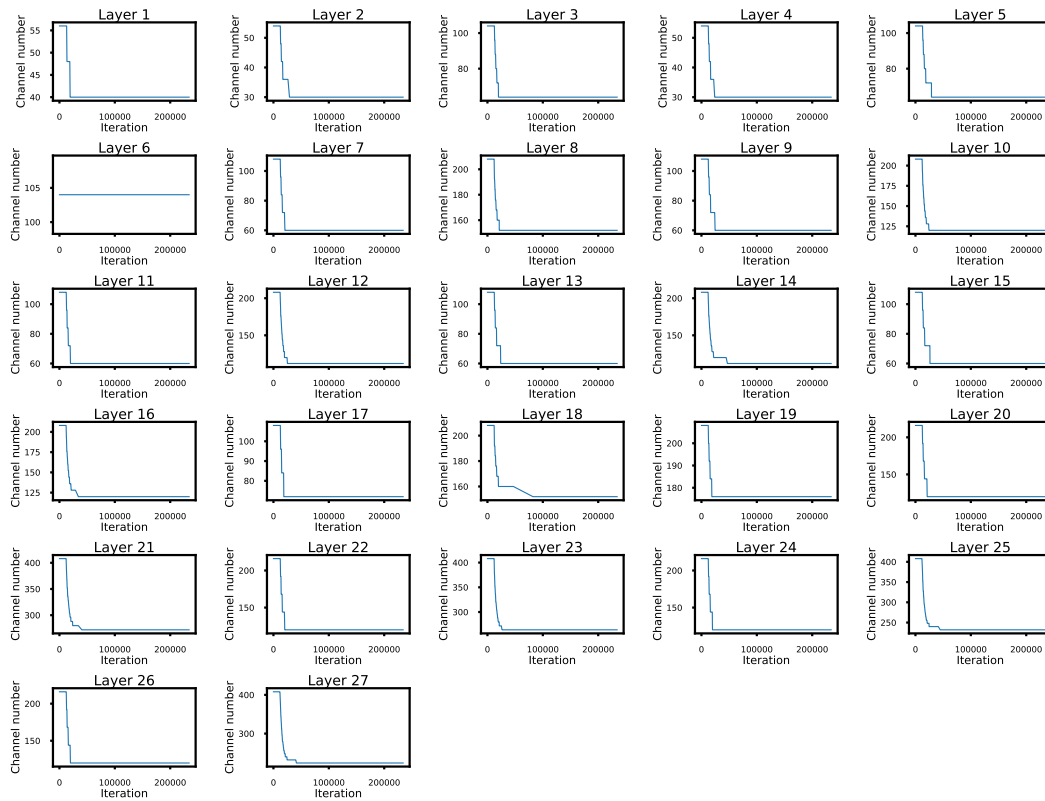 Layer 1
Layer 2
Layer 3
Layer 4
Layer 5
Channel number
55
50
45
40
0 100000 200000
Iteration
Channel number
50
40
30
0 100000 200000
Iteration
Channel number
100
80
0 100000 200000
Iteration
Channel number
50
40
30
0 100000 200000
Iteration
Channel number
100
80
0 100000 200000
Iteration
Layer 6
Layer 7
Layer 8
Layer 9
Layer 10
Channel number
105
100
0 100000 200000
Iteration
Channel number
100
80
60
0 100000 200000
Iteration
Channel number
200
180
160
0 100000 200000
Iteration
Channel number
100
80
60
0 100000 200000
Iteration
Channel number
200
175
150
125
0 100000 200000
Iteration
Layer 11
Layer 12
Layer 13
Layer 14
Layer 15
Channel number
100
80
60
0 100000 200000
Iteration
Channel number
200
150
0 100000 200000
Iteration
Channel number
100
80
60
0 100000 200000
Iteration
Channel number
200
150
0 100000 200000
Iteration
Channel number
100
80
60
0 100000 200000
Iteration
Layer 16
Layer 17
Layer 18
Layer 19
Layer 20
Channel number
200
175
150
125
0 100000 200000
Iteration
Channel number
100
90
80
0 100000 200000
Iteration
Channel number
200
180
160
0 100000 200000
Iteration
Channel number
200
190
180
0 100000 200000
Iteration
Channel number
200
150
0 100000 200000
Iteration
Layer 21
Layer 22
Layer 23
Layer 24
Layer 25
Channel number
400
350
300
0 100000 200000
Iteration
Channel number
200
150
0 100000 200000
Iteration
Channel number
400
350
300
0 100000 200000
Iteration
Channel number
200
150
0 100000 200000
Iteration
Channel number
400
350
300
250
0 100000 200000
Iteration
Layer 26
Layer 27
Channel number
200
150
0 100000 200000
Iteration
Channel number
400
300
0 100000 200000
Iteration